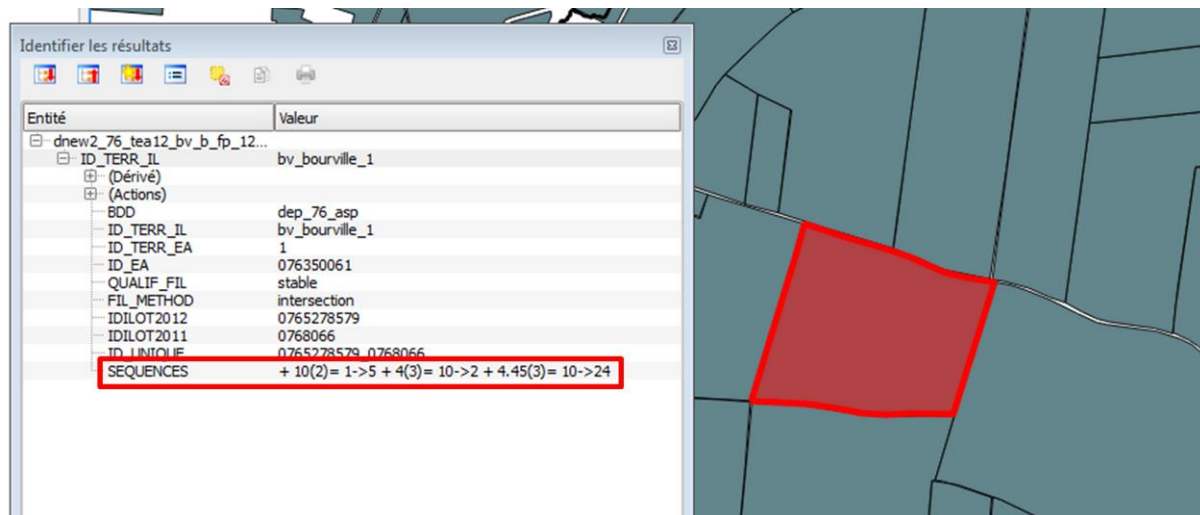 Identifier les résultats
Entité Valeur
dnew2_76_tea12_bv_b_fp_12...
ID_TERR_IL bv_bourville_1
(Dérivé)
(Actions)
BDD dep_76_asp
ID_TERR_IL bv_bourville_1
ID_TERR_EA 1
ID_EA 076350061
QUALIF_FIL stable
FIL_METHOD intersection
IDILOT2012 0765278579
IDILOT2011 0768066
ID_UNIQUE 0765278579_0768066
SEQUENCES + 10(2)= 1->5 + 4(3)= 10->2 + 4.45(3)= 10->24